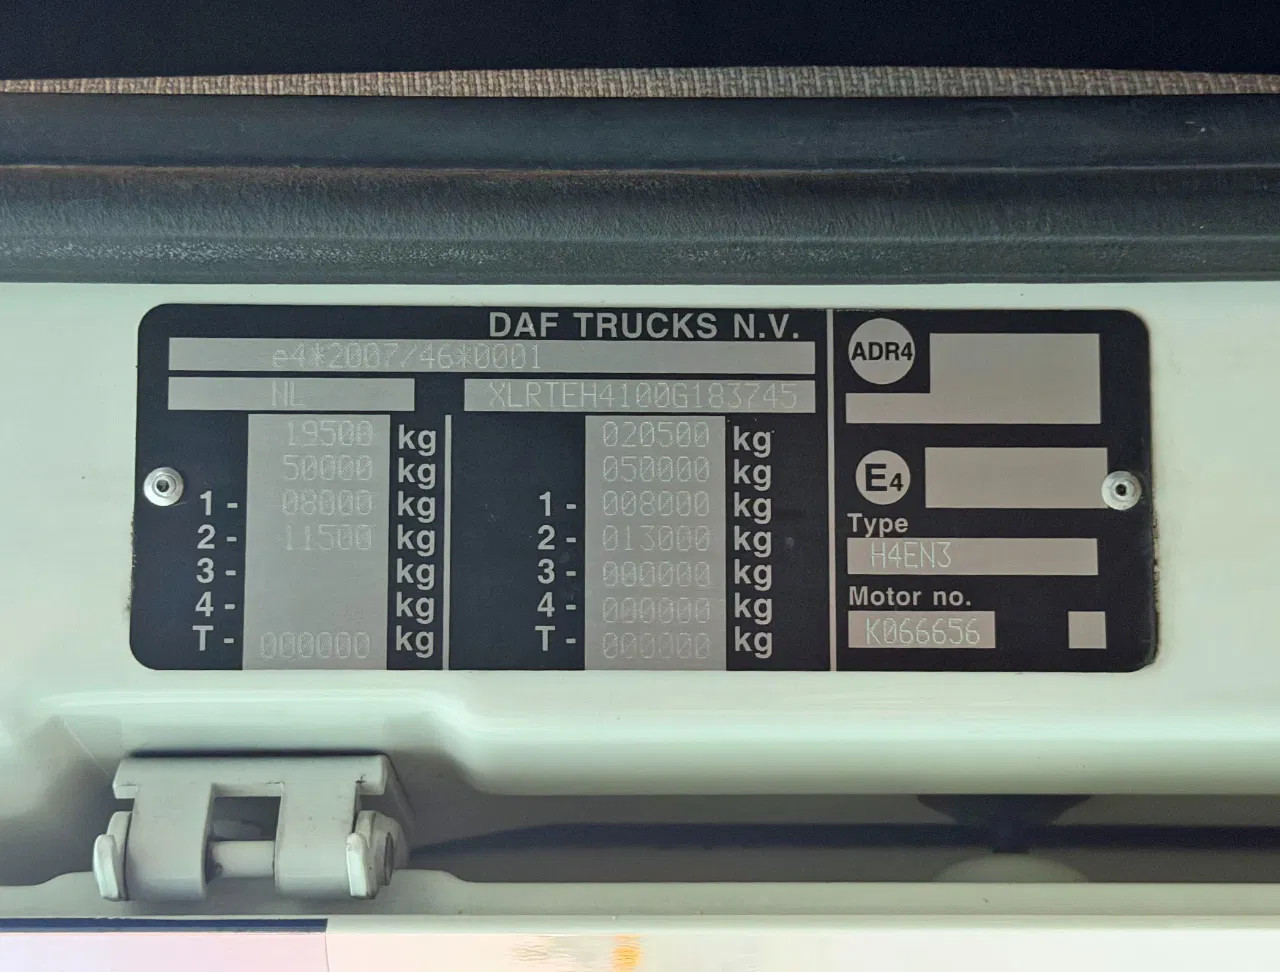 DAF TRUCKS N.V.
e4*2007/46*0001
NL XLRTEH4100G183745
19500 kg 020500 kg
50000 kg 050000 kg
1- 08000 kg 1- 008000 kg
2- 11500 kg 2- 013000 kg
3- kg 3- 000000 kg
4- kg 4- 000000 kg
T- 000000 kg T- 000000 kg
ADR4
E4
Type
H4EN3
Motor no.
K066656